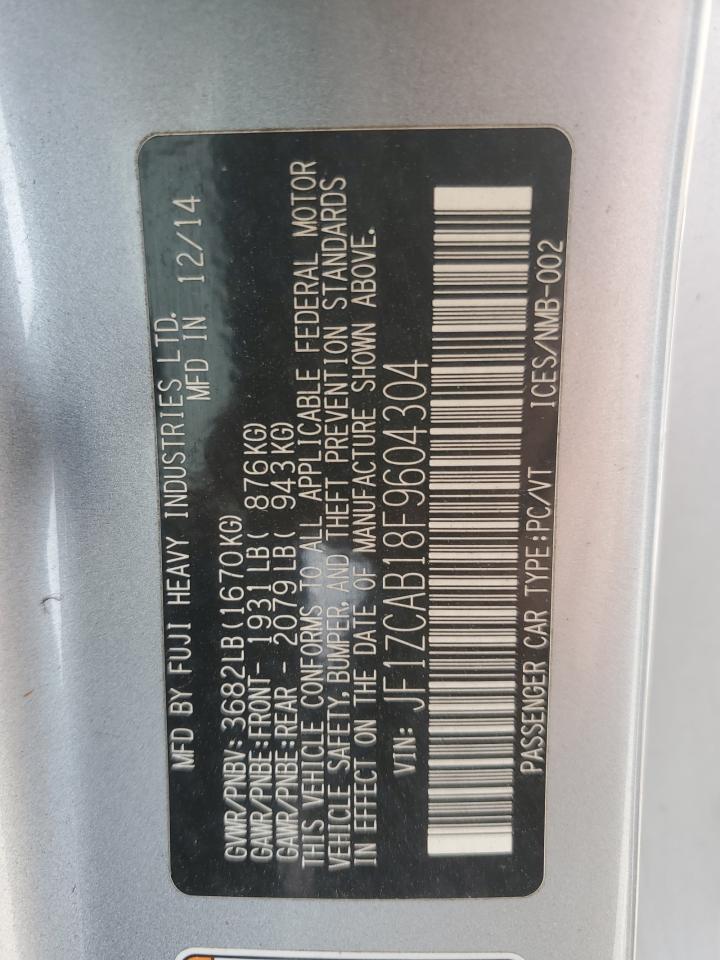 MFD BY FUJI HEAVY INDUSTRIES LTD.
MFD IN 12/14
GVWR/PNBV: 3682LB(1670KG)
GAWR/PNBE:FRONT- 1931LB( 876KG)
GAWR/PNBE:REAR - 2079LB( 943KG)
THIS VEHICLE CONFORMS TO ALL APPLICABLE FEDERAL MOTOR
VEHICLE SAFETY, BUMPER, AND THEFT PREVENTION STANDARDS
IN EFFECT ON THE DATE OF MANUFACTURE SHOWN ABOVE.
VIN: JF1ZCAB18F9604304
PASSENGER CAR TYPE:PC/VT ICES/NMB-002